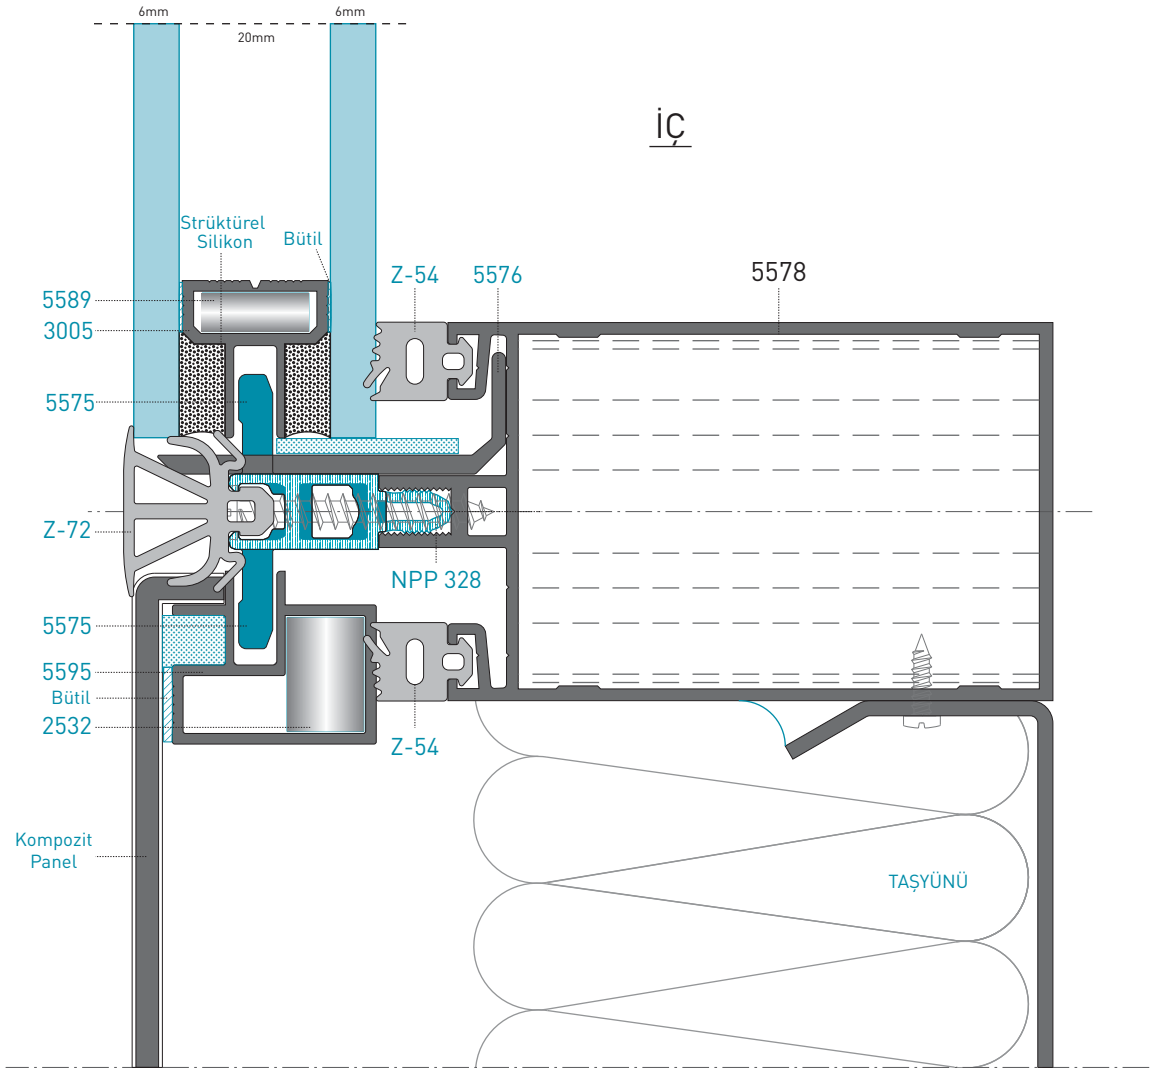 6mm
6mm
20mm
İÇ
Strüktürel
Silikon
Bütil
Z-54
5576
5578
5589
3005
5575
Z-72
NPP 328
5575
5595
Bütil
2532
Z-54
Kompozit
Panel
TAŞYÜNÜ